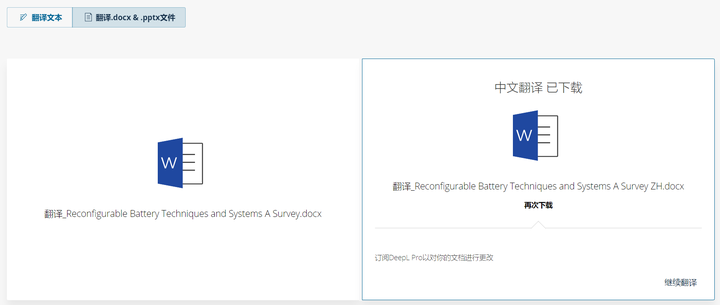 翻译文本
翻译.docx & .pptx文件
W
翻译_Reconfigurable Battery Techniques and Systems A Survey.docx
中文翻译 已下载
W
翻译_Reconfigurable Battery Techniques and Systems A Survey ZH.docx
再次下载
订阅DeepL Pro以对你的文档进行更改
继续翻译